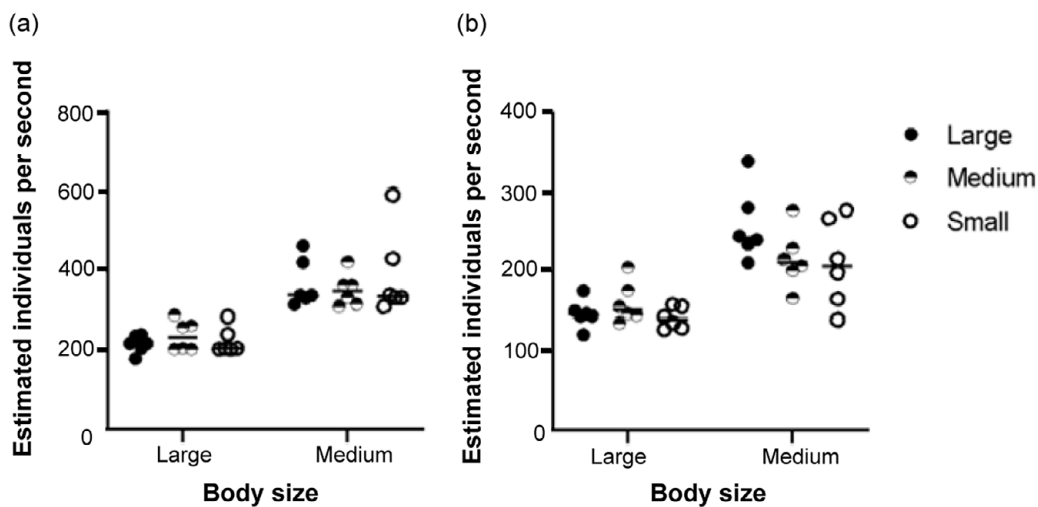 (a)
Estimated individuals per second
800
600
400
200
0
Large
Medium
Body size
(b)
Estimated individuals per second
400
300
200
100
0
Large
Medium
Body size
Large
Medium
Small